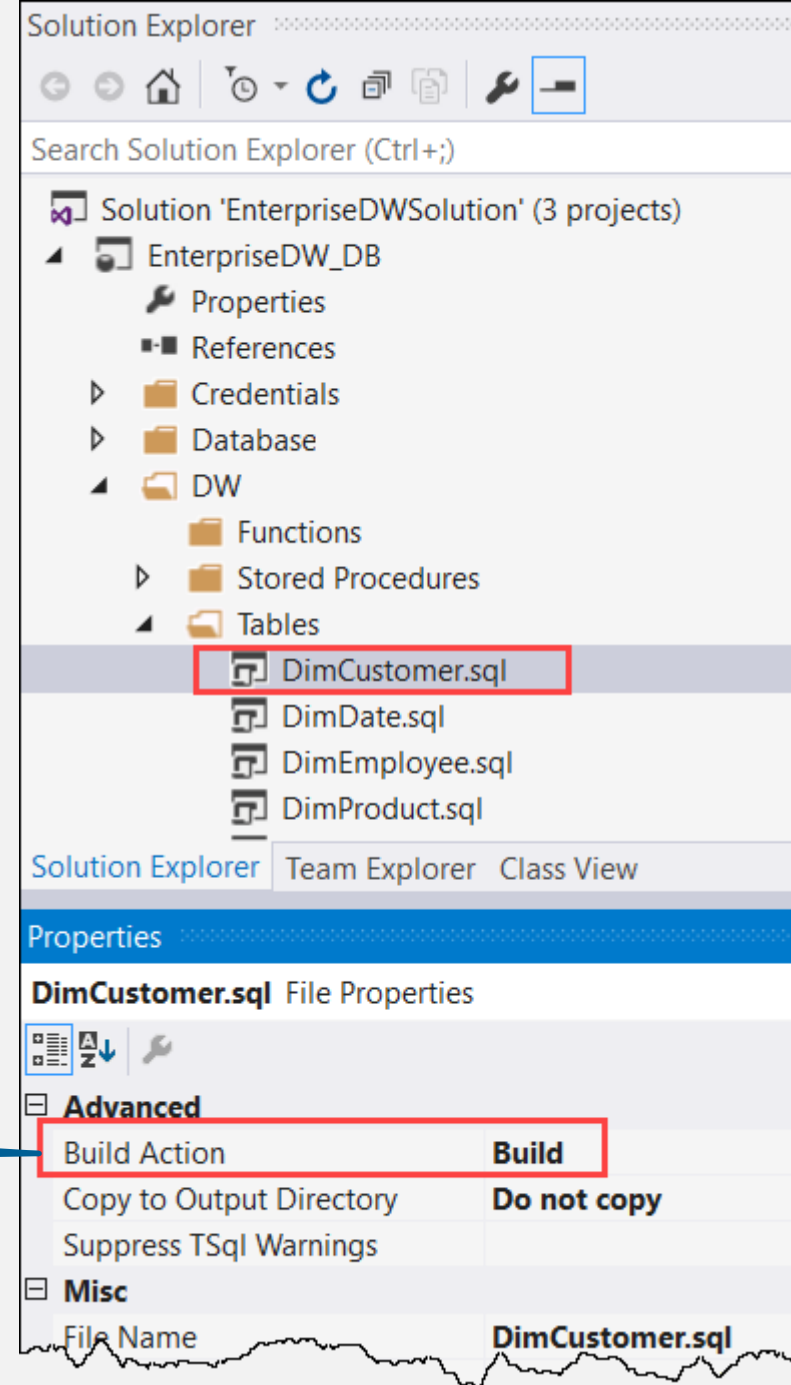 Solution Explorer
Search Solution Explorer (Ctrl+;)
Solution 'EnterpriseDWSolution' (3 projects)
EnterpriseDW_DB
Properties
References
Credentials
Database
DW
Functions
Stored Procedures
Tables
DimCustomer.sql
DimDate.sql
DimEmployee.sql
DimProduct.sql
Solution Explorer Team Explorer Class View
Properties
DimCustomer.sql File Properties
Advanced
Build Action Build
Copy to Output Directory Do not copy
Suppress TSql Warnings
Misc
File Name DimCustomer.sql